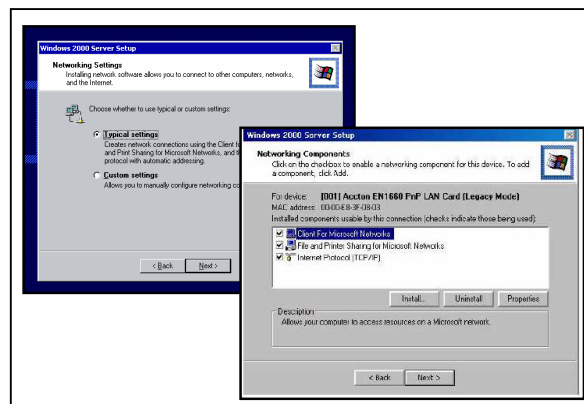 Windows 2000 Server Setup
Networking Settings
Installing network software allows you to connect to other computers, networks,
and the Internet.
Choose whether to use typical or custom settings:
Typical settings
Creates network connections using the Client fo
and Print Sharing for Microsoft Networks, and t
protocol with automatic addressing.
Custom settings
Allows you to manually configure networking co
< Back
Next >
Windows 2000 Server Setup
Networking Components
Click on the checkbox to enable a networking component for this device. To add
a component, click Add.
For device: [001] Accton EN1660 PnP LAN Card (Legacy Mode)
MAC address:
Installed components usable by this connection (checks indicate those being used):
Client For Microsoft Networks
File and Printer Sharing for Microsoft Networks
Internet Protocol (TCP/IP)
Install...
Uninstall
Properties
Description
Allows your computer to access resources on a Microsoft network.
< Back
Next >